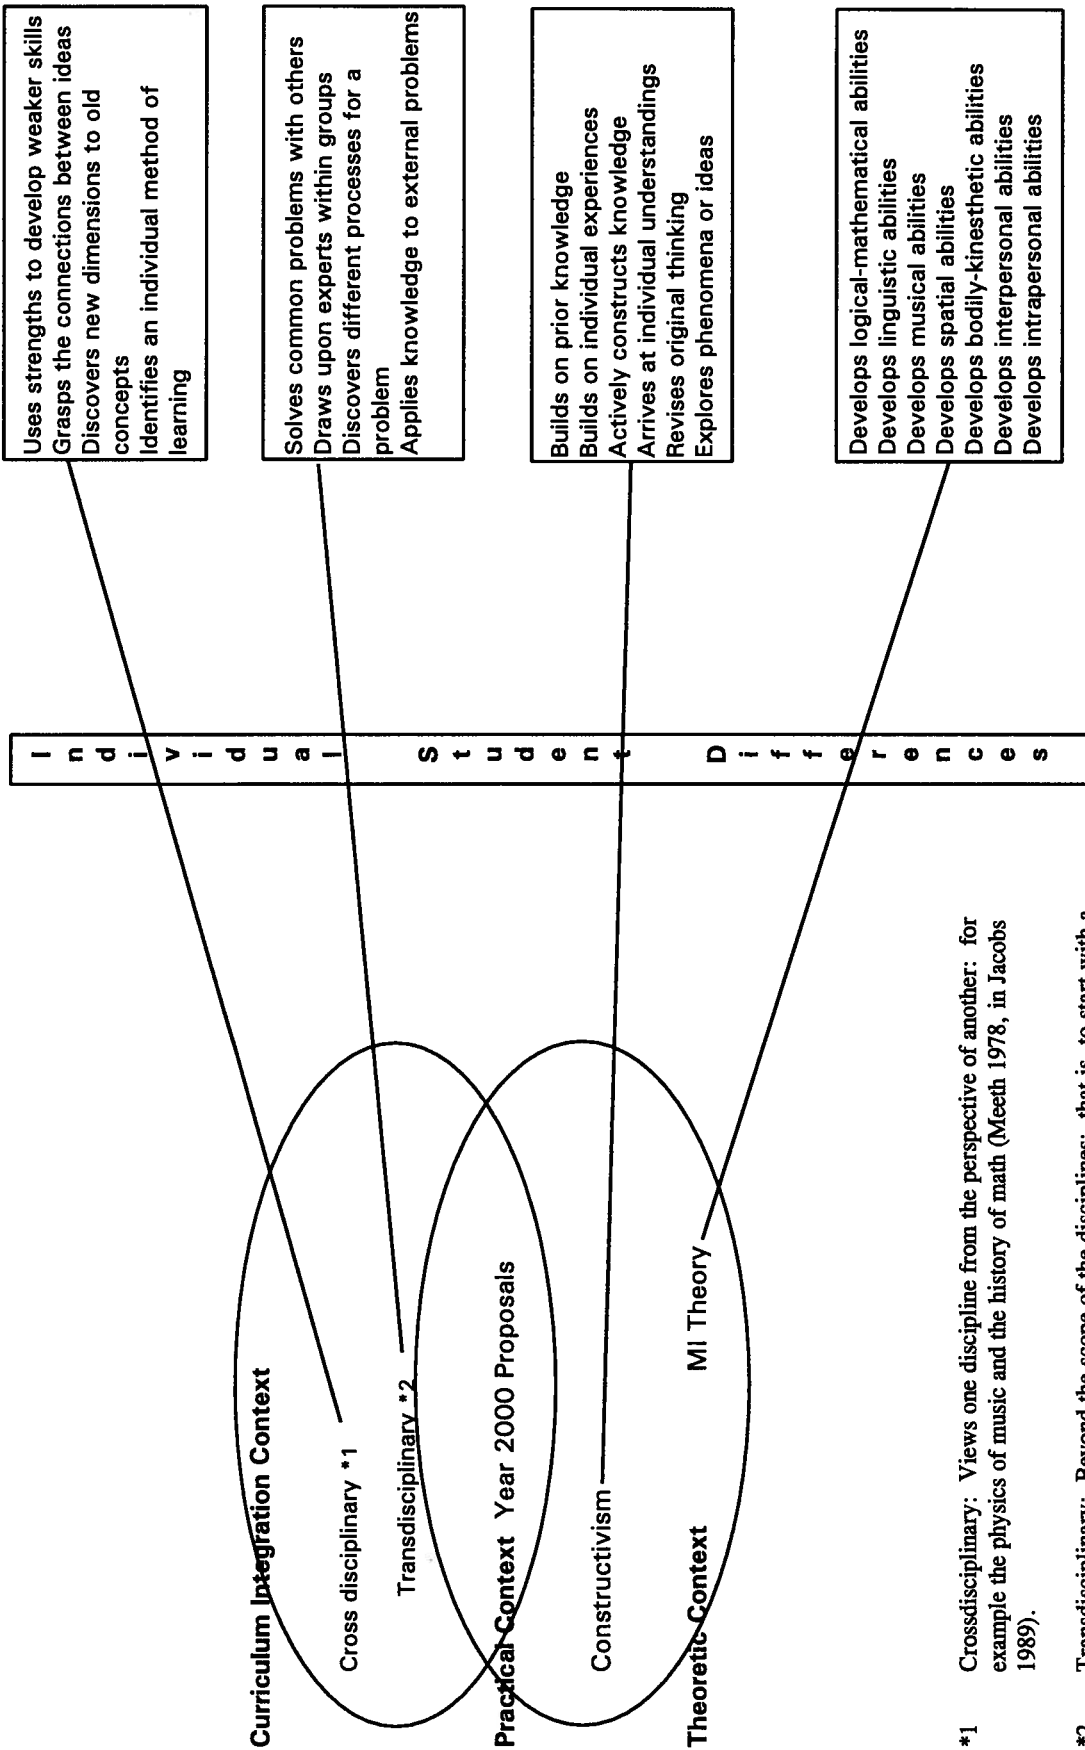 Curriculum Integration Context
Cross disciplinary *1
Transdisciplinary *2
Practical Context Year 2000 Proposals
Constructivism
MI Theory
Theoretic Context
Individual Student Differences
Uses strengths to develop weaker skills
Grasps the connections between ideas
Discovers new dimensions to old
concepts
Identifies an individual method of
learning
Solves common problems with others
Draws upon experts within groups
Discovers different processes for a
problem
Applies knowledge to external problems
Builds on prior knowledge
Builds on individual experiences
Actively constructs knowledge
Arrives at individual understandings
Revises original thinking
Explores phenomena or ideas
Develops logical-mathematical abilities
Develops linguistic abilities
Develops musical abilities
Develops spatial abilities
Develops bodily-kinesthetic abilities
Develops interpersonal abilities
Develops intrapersonal abilities
*1 Crossdisciplinary: Views one discipline from the perspective of another: for
example the physics of music and the history of math (Meeth 1978, in Jacobs
1989).
*2 Transdisciplinary: Beyond the scope of the disciplines; that is, to start with a